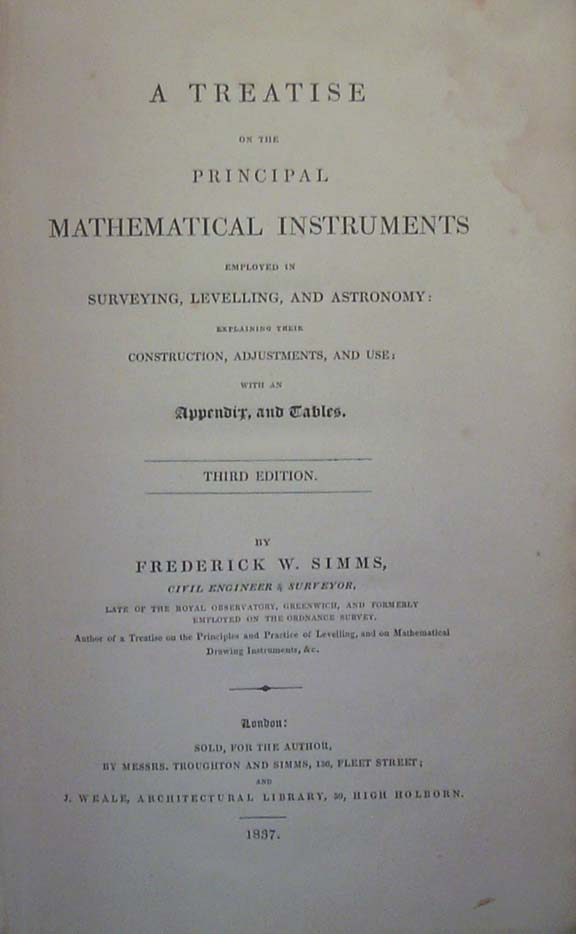 A TREATISE
ON THE
PRINCIPAL
MATHEMATICAL INSTRUMENTS
EMPLOYED IN
SURVEYING, LEVELLING, AND ASTRONOMY:
EXPLAINING THEIR
CONSTRUCTION, ADJUSTMENTS, AND USE;
WITH AN
Appendix, and Tables.
THIRD EDITION.
BY
FREDERICK W. SIMMS,
CIVIL ENGINEER & SURVEYOR,
LATE OF THE ROYAL OBSERVATORY, GREENWICH, AND FORMERLY
EMPLOYED ON THE ORDNANCE SURVEY,
Author of a Treatise on the Principles and Practice of Levelling, and on Mathematical
Drawing Instruments, &c.
London:
SOLD, FOR THE AUTHOR,
BY MESSRS. TROUGHTON AND SIMMS, 136, FLEET STREET;
AND
J. WEALE, ARCHITECTURAL LIBRARY, 59, HIGH HOLBORN.
1837.